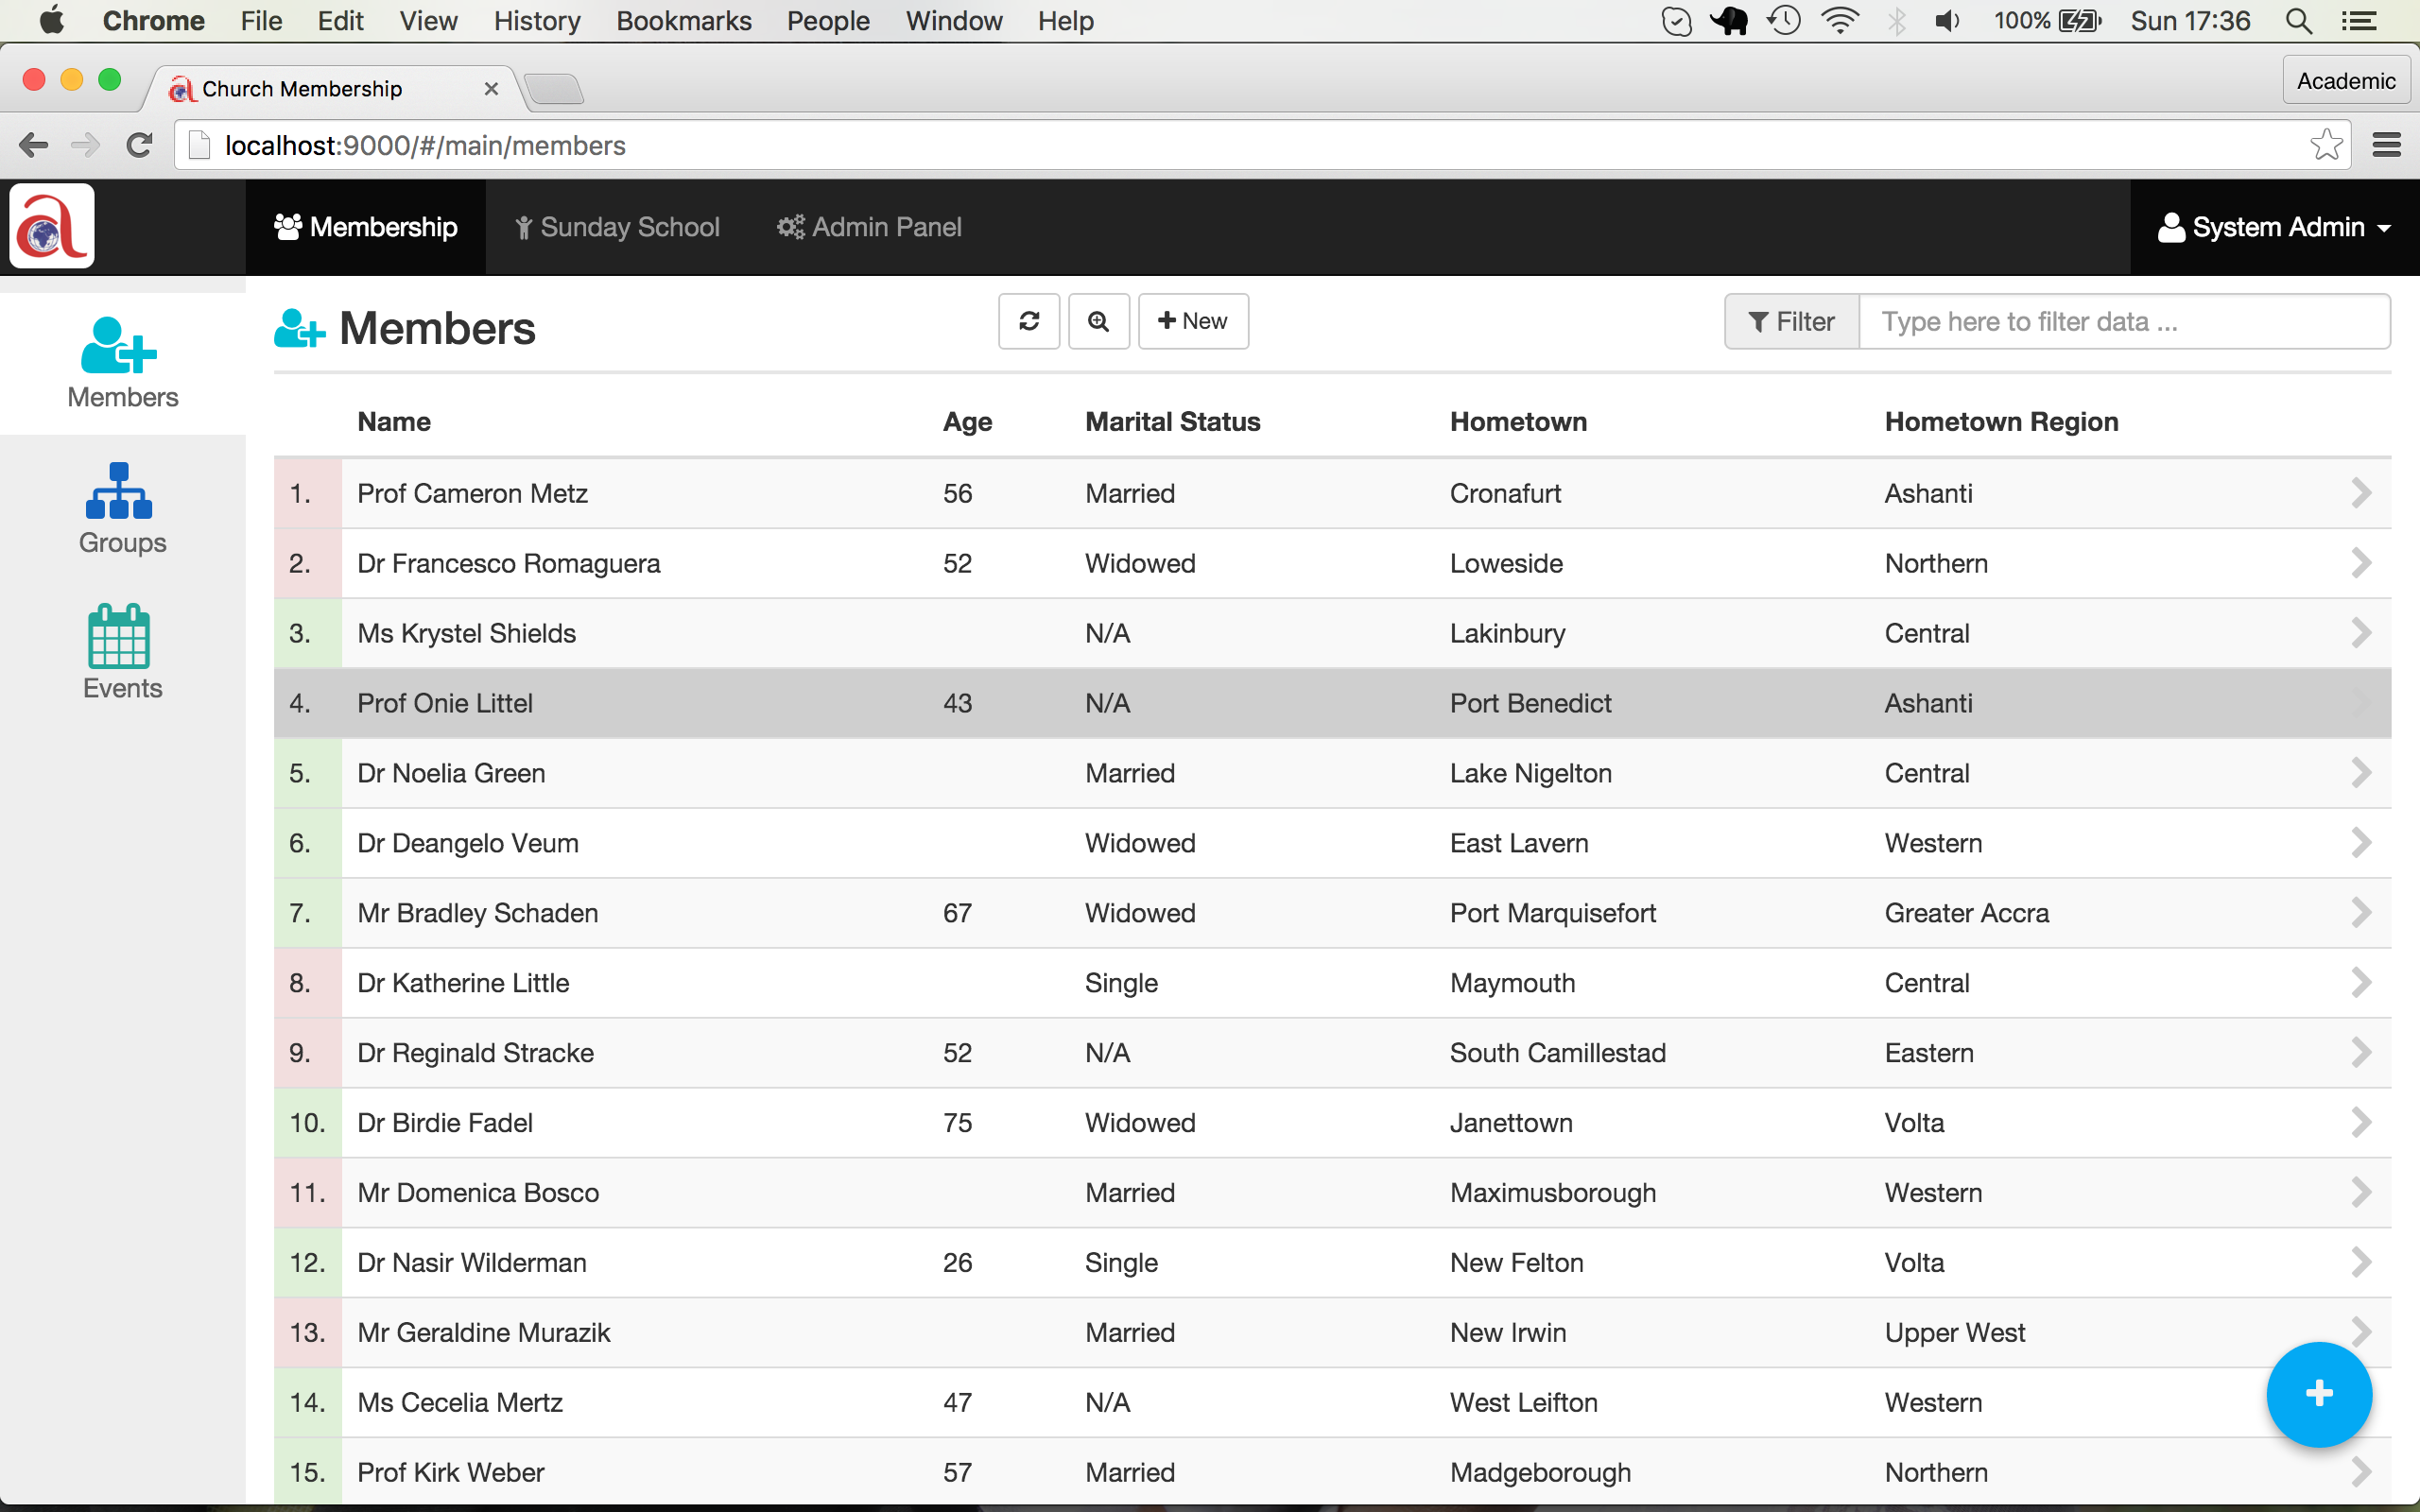 Chrome File Edit View History Bookmarks People Window Help 100% Sun 17:36
Church Membership Academic
localhost:9000/#/main/members
a Membership Sunday School Admin Panel System Admin
Members New Filter Type here to filter data ...
Members
Groups
Events
Name Age Marital Status Hometown Hometown Region
1. Prof Cameron Metz 56 Married Cronafurt Ashanti
2. Dr Francesco Romaguera 52 Widowed Loweside Northern
3. Ms Krystel Shields N/A Lakinbury Central
4. Prof Onie Littel 43 N/A Port Benedict Ashanti
5. Dr Noelia Green Married Lake Nigelton Central
6. Dr Deangelo Veum Widowed East Lavern Western
7. Mr Bradley Schaden 67 Widowed Port Marquisefort Greater Accra
8. Dr Katherine Little Single Maymouth Central
9. Dr Reginald Stracke 52 N/A South Camillestad Eastern
10. Dr Birdie Fadel 75 Widowed Janettown Volta
11. Mr Domenica Bosco Married Maximusborough Western
12. Dr Nasir Wilderman 26 Single New Felton Volta
13. Mr Geraldine Murazik Married New Irwin Upper West
14. Ms Cecelia Mertz 47 N/A West Leifton Western
15. Prof Kirk Weber 57 Married Madgeborough Northern